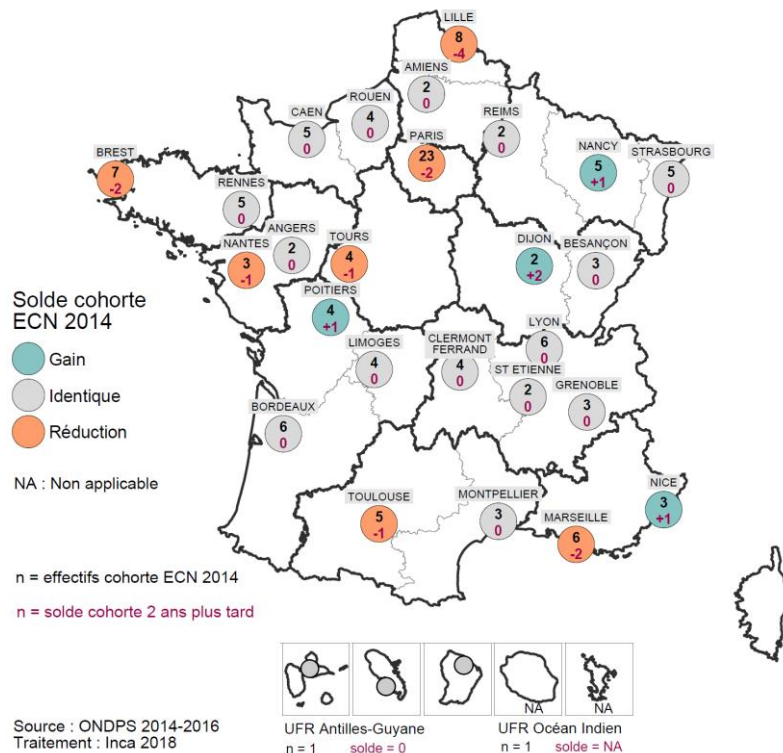 LILLE
8
-4
AMIENS
2
0
ROUEN
4
0
CAEN
5
0
REIMS
2
0
PARIS
23
-2
NANCY
5
+1
STRASBOURG
5
0
BREST
7
-2
RENNES
5
0
ANGERS
2
0
NANTES
3
-1
TOURS
4
-1
DIJON
2
+2
BESANÇON
3
0
POITIERS
4
+1
Solde cohorte
ECN 2014
Gain
Identique
Réduction
NA : Non applicable
LIMOGES
4
0
CLERMONT
FERRAND
4
0
LYON
6
0
ST ETIENNE
2
0
GRENOBLE
3
0
BORDEAUX
6
0
TOULOUSE
5
-1
MONTPELLIER
3
0
MARSEILLE
6
-2
NICE
3
+1
n = effectifs cohorte ECN 2014
n = solde cohorte 2 ans plus tard
NA
NA
UFR Antilles-Guyane
n = 1 solde = 0
UFR Océan Indien
n = 1 solde = NA
Source : ONDPS 2014-2016
Traitement : Inca 2018